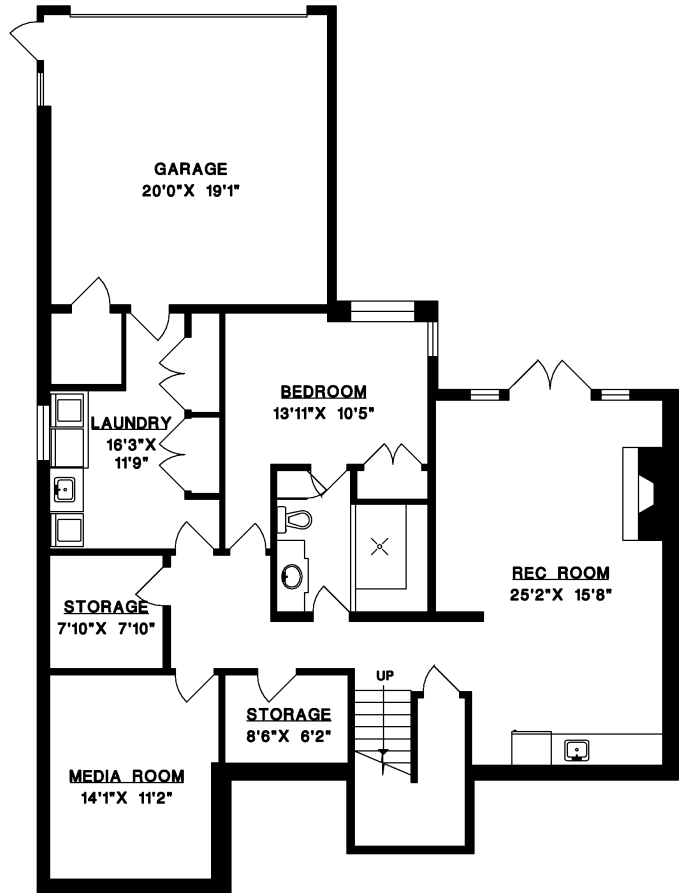 GARAGE
20'0"X 19'1"
BEDROOM
13'11"X 10'5"
LAUNDRY
16'3"X
11'9"
REC ROOM
25'2"X 15'8"
STORAGE
7'10"X 7'10"
UP
STORAGE
8'6"X 6'2"
MEDIA ROOM
14'1"X 11'2"